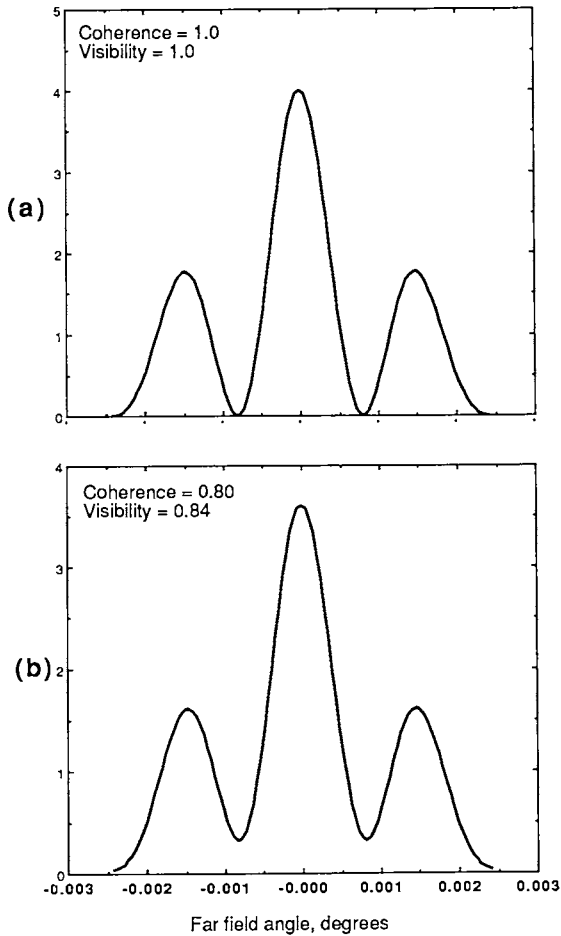 5
Coherence = 1.0
Visibility = 1.0
4
3
(a)
2
1
0
4
Coherence = 0.80
Visibility = 0.84
3
(b)
2
1
0
-0.003 -0.002 -0.001 -0.000 0.001 0.002 0.003
Far field angle, degrees